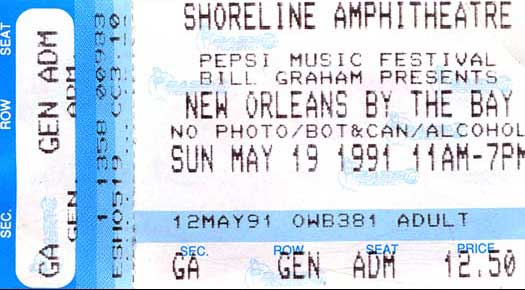 SEC. ROW SEAT
GA GEN ADM
GEN ADM
1 1358 00983
ESH0519 CC3.10
SHORELINE AMPHITHEATRE
PEPSI MUSIC FESTIVAL
BILL GRAHAM PRESENTS
NEW ORLEANS BY THE BAY
NO PHOTO/BOT&CAN/ALCOHOL
SUN MAY 19 1991 11AM-7PM
12MAY91 OWB381 ADULT
SEC. ROW SEAT PRICE
GA GEN ADM 12.50